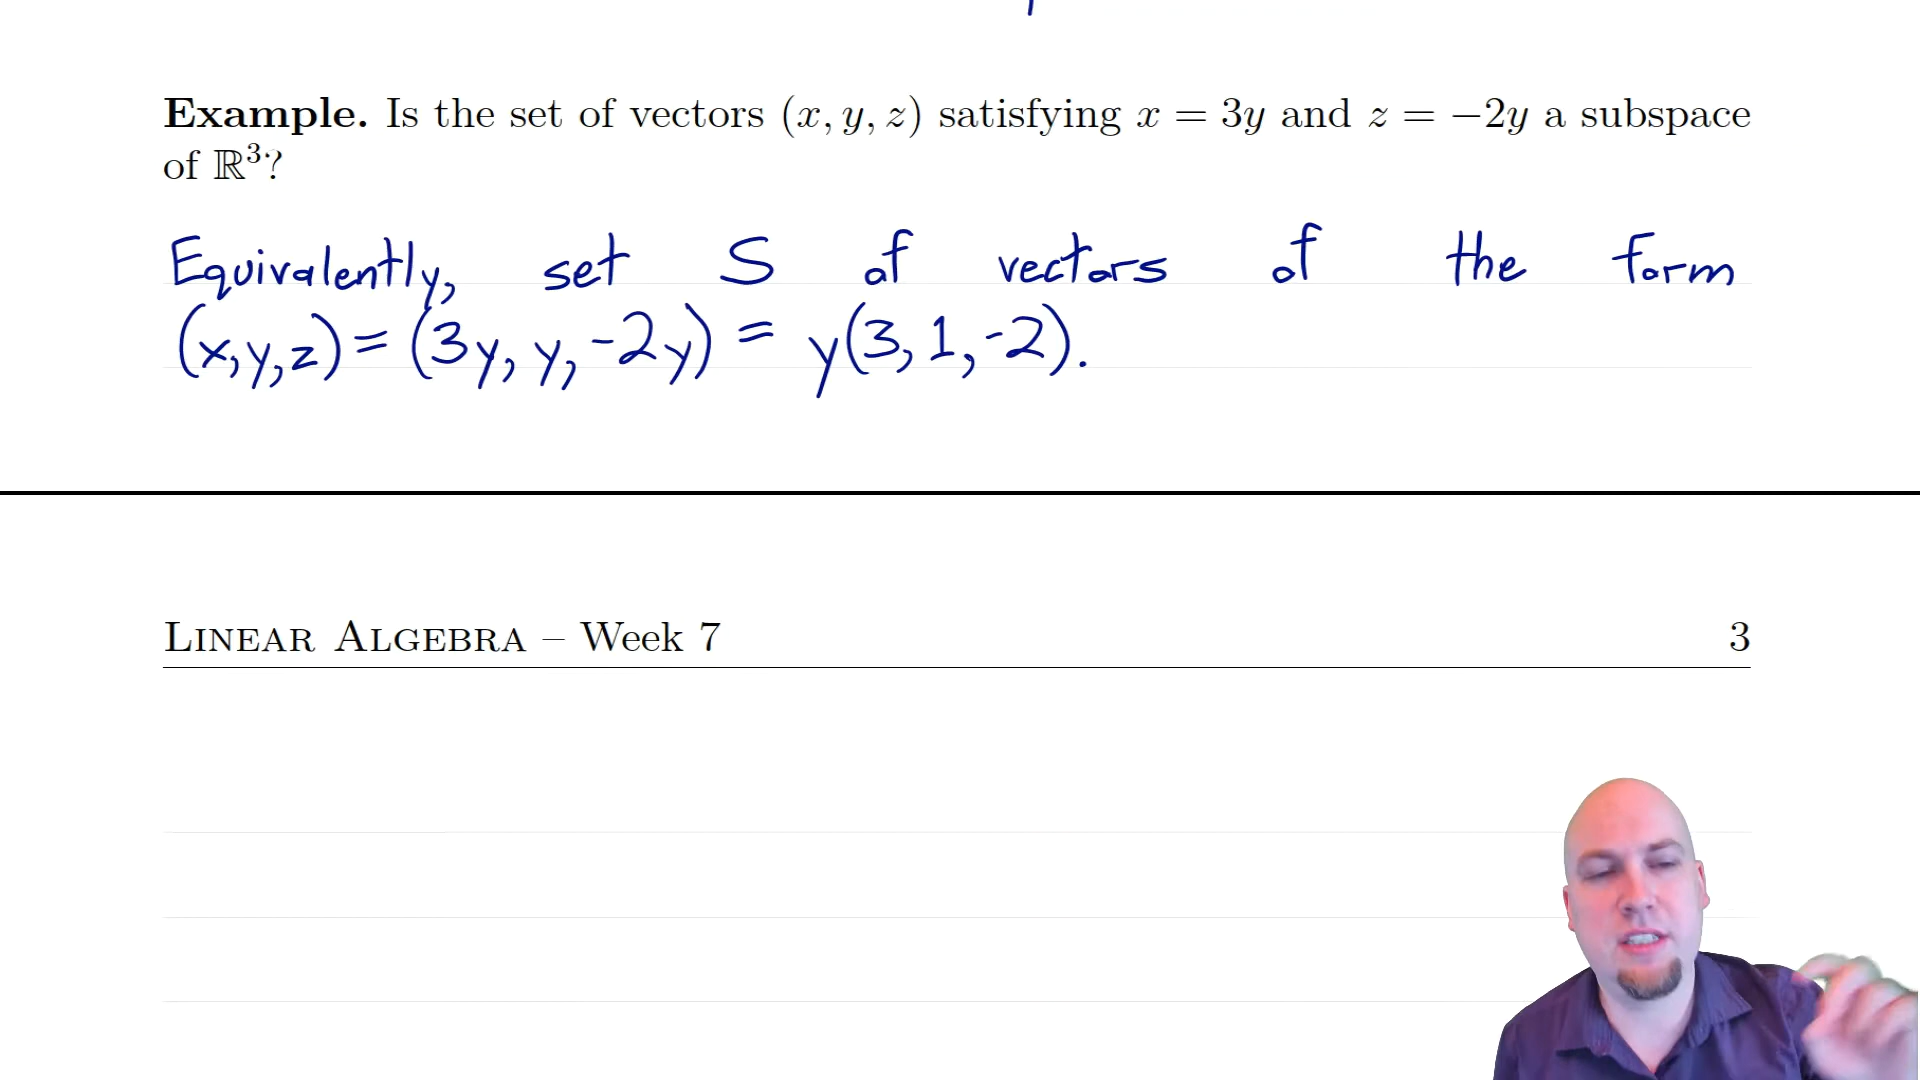 Example. Is the set of vectors (x, y, z) satisfying x = 3y and z = −2y a subspace
of ℝ³?
Equivalently, set S of vectors of the form
(x,y,z) = (3y, y, -2y) = y(3, 1, -2).
LINEAR ALGEBRA – Week 7 3